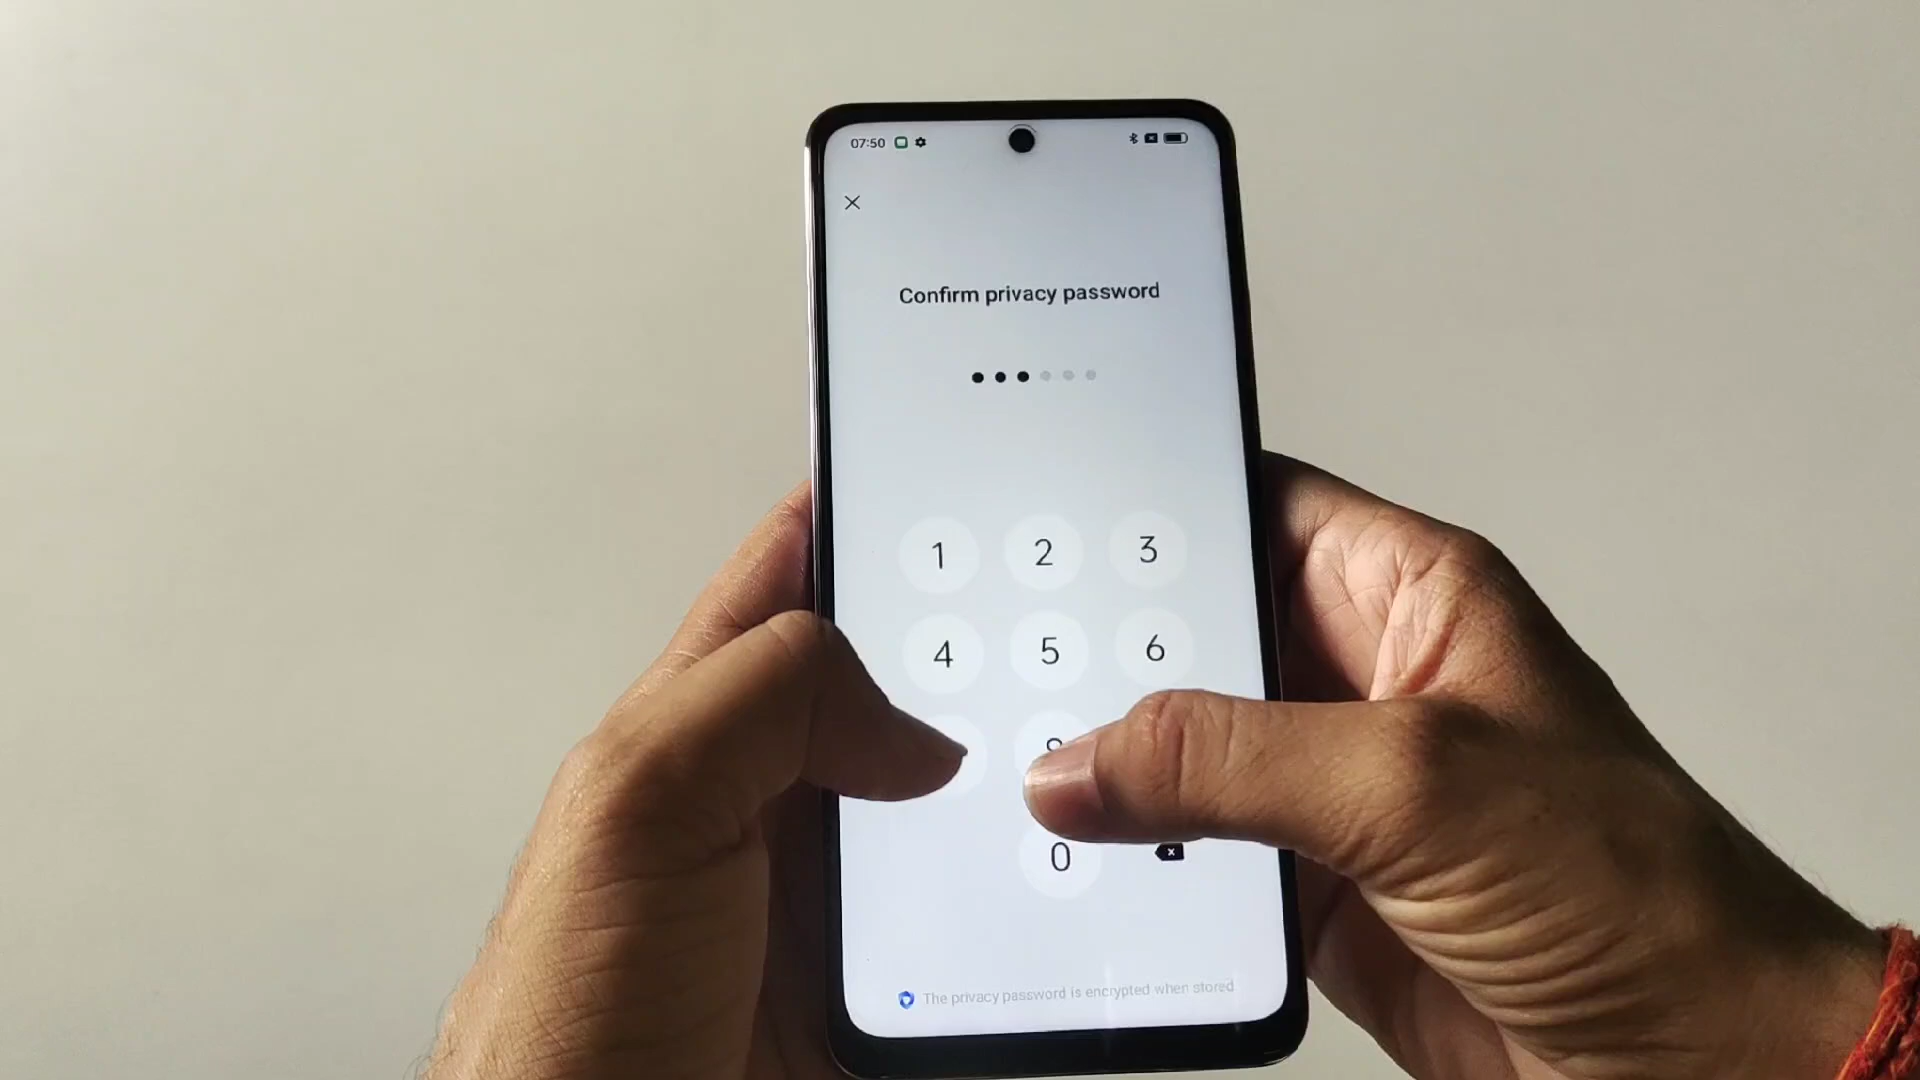 07:50
Confirm privacy password
1 2 3
4 5 6
0
The privacy password is encrypted when stored